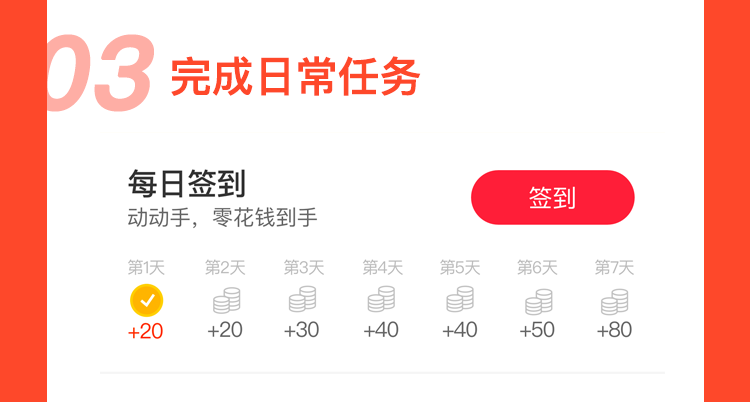 03 完成日常任务
每日签到
动动手，零花钱到手
签到
第1天 第2天 第3天 第4天 第5天 第6天 第7天
+20 +20 +30 +40 +40 +50 +80